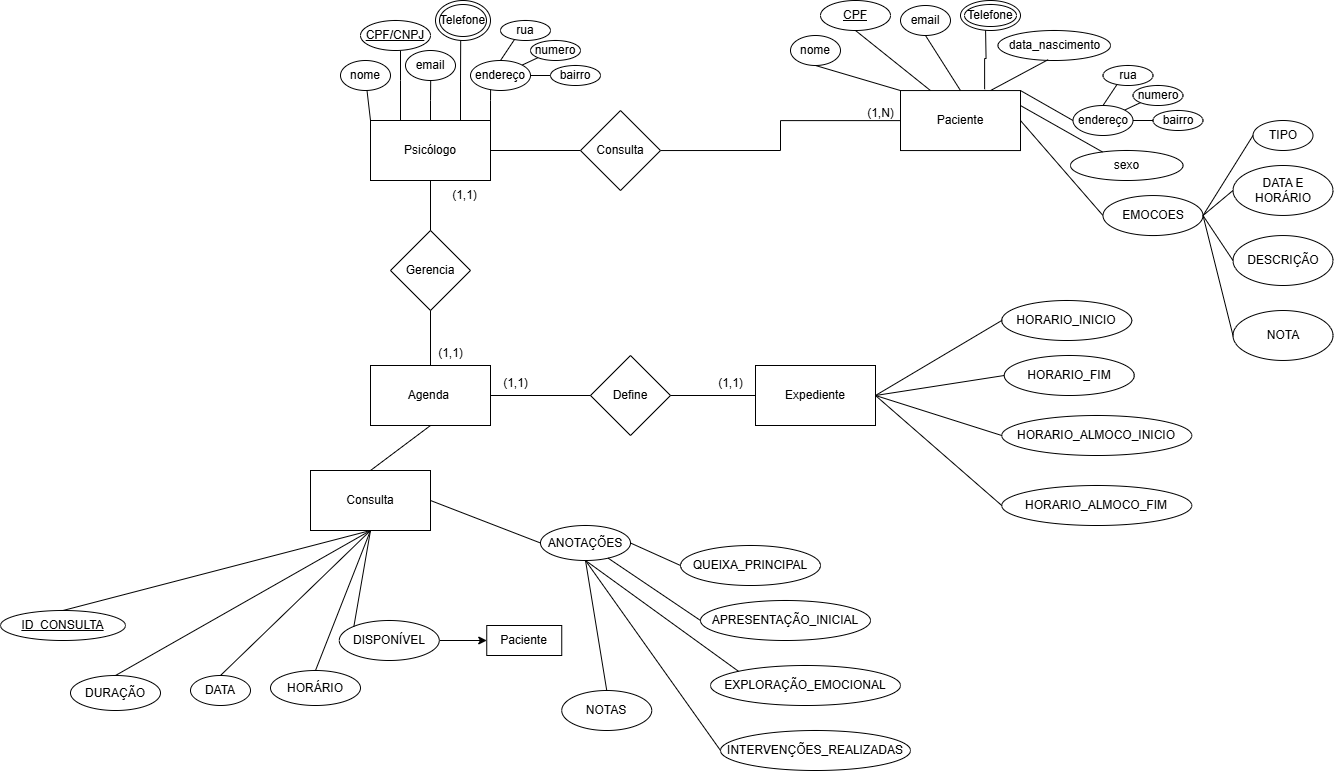 CPF/CNPJ
Telefone
rua
numero
email
nome
endereço
bairro
CPF
email
Telefone
nome
data_nascimento
rua
numero
endereço
bairro
Psicólogo
Consulta
(1,N)
Paciente
sexo
TIPO
DATA E
HORÁRIO
EMOCOES
DESCRIÇÃO
NOTA
(1,1)
Gerencia
(1,1)
Agenda
(1,1)
Define
(1,1)
Expediente
HORARIO_INICIO
HORARIO_FIM
HORARIO_ALMOCO_INICIO
HORARIO_ALMOCO_FIM
Consulta
ANOTAÇÕES
QUEIXA_PRINCIPAL
APRESENTAÇÃO_INICIAL
EXPLORAÇÃO_EMOCIONAL
INTERVENÇÕES_REALIZADAS
NOTAS
ID_CONSULTA
DURAÇÃO
DATA
HORÁRIO
DISPONÍVEL
Paciente